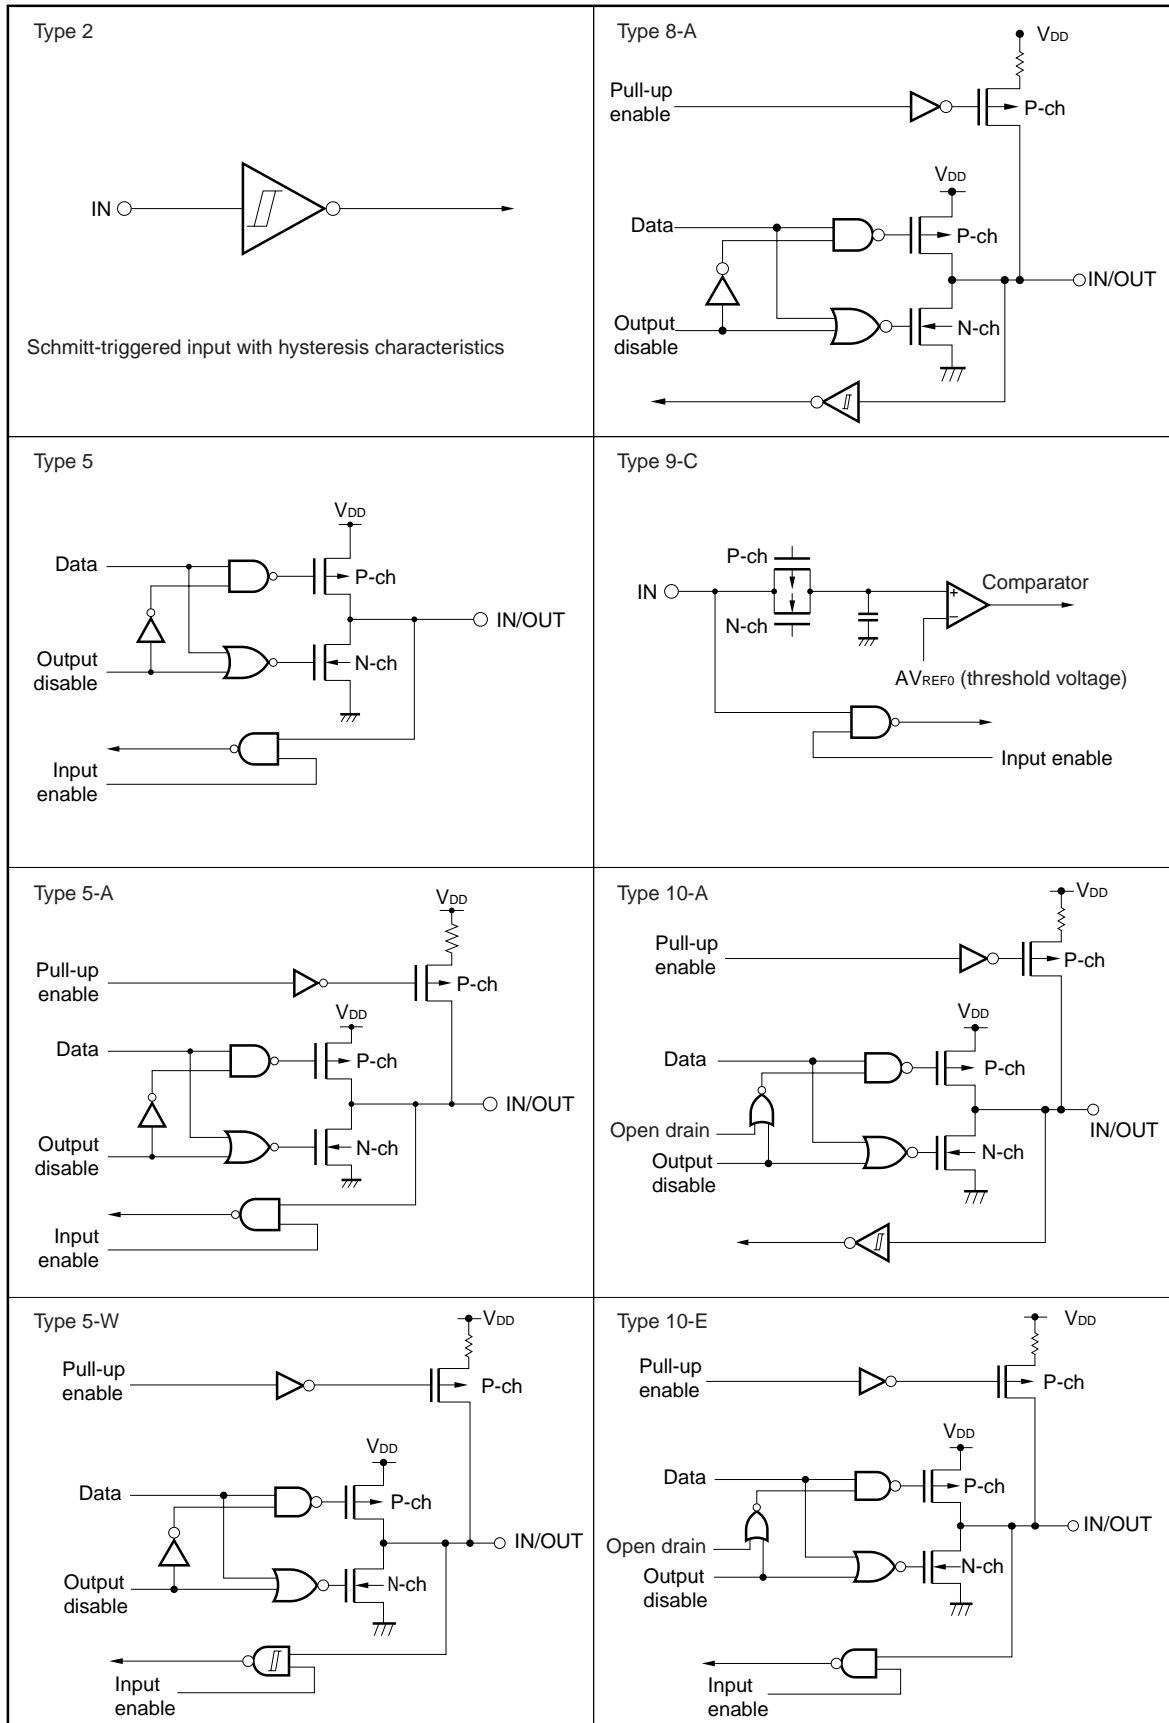 Type 2
IN
Schmitt-triggered input with hysteresis characteristics
Type 8-A
VDD
Pull-up
enable
P-ch
VDD
Data
P-ch
IN/OUT
Output
disable
N-ch
Type 5
VDD
Data
P-ch
IN/OUT
Output
disable
N-ch
Input
enable
Type 9-C
P-ch
IN
N-ch
Comparator
+
−
AVREF0 (threshold voltage)
Input enable
Type 5-A
VDD
Pull-up
enable
P-ch
VDD
Data
P-ch
IN/OUT
Output
disable
N-ch
Input
enable
Type 10-A
VDD
Pull-up
enable
P-ch
VDD
Data
P-ch
IN/OUT
Open drain
Output
disable
N-ch
Type 5-W
VDD
Pull-up
enable
P-ch
VDD
Data
P-ch
IN/OUT
Output
disable
N-ch
Input
enable
Type 10-E
VDD
Pull-up
enable
P-ch
VDD
Data
P-ch
IN/OUT
Open drain
Output
disable
N-ch
Input
enable